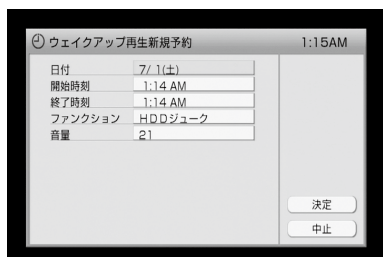 ウェイクアップ再生新規予約 1:15AM
日付 7/ 1(土)
開始時刻 1:14 AM
終了時刻 1:14 AM
ファンクション HDDジューク
音量 21
決定
中止